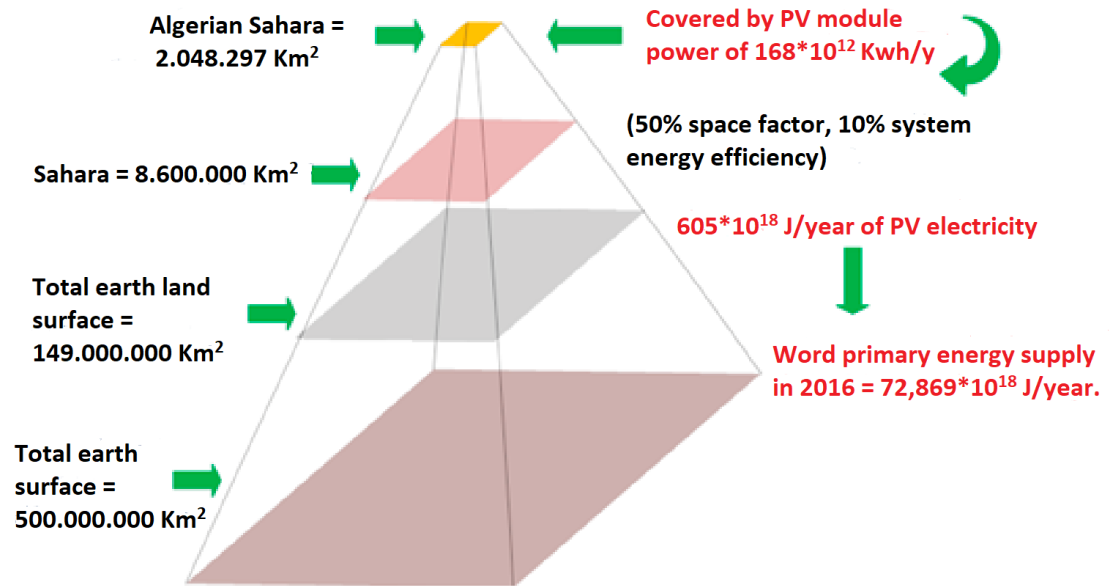 Algerian Sahara =
2.048.297 Km²
Covered by PV module
power of 168*10¹² Kwh/y
(50% space factor, 10% system
energy efficiency)
Sahara = 8.600.000 Km²
605*10¹⁸ J/year of PV electricity
Total earth land
surface =
149.000.000 Km²
Word primary energy supply
in 2016 = 72,869*10¹⁸ J/year.
Total earth
surface =
500.000.000 Km²